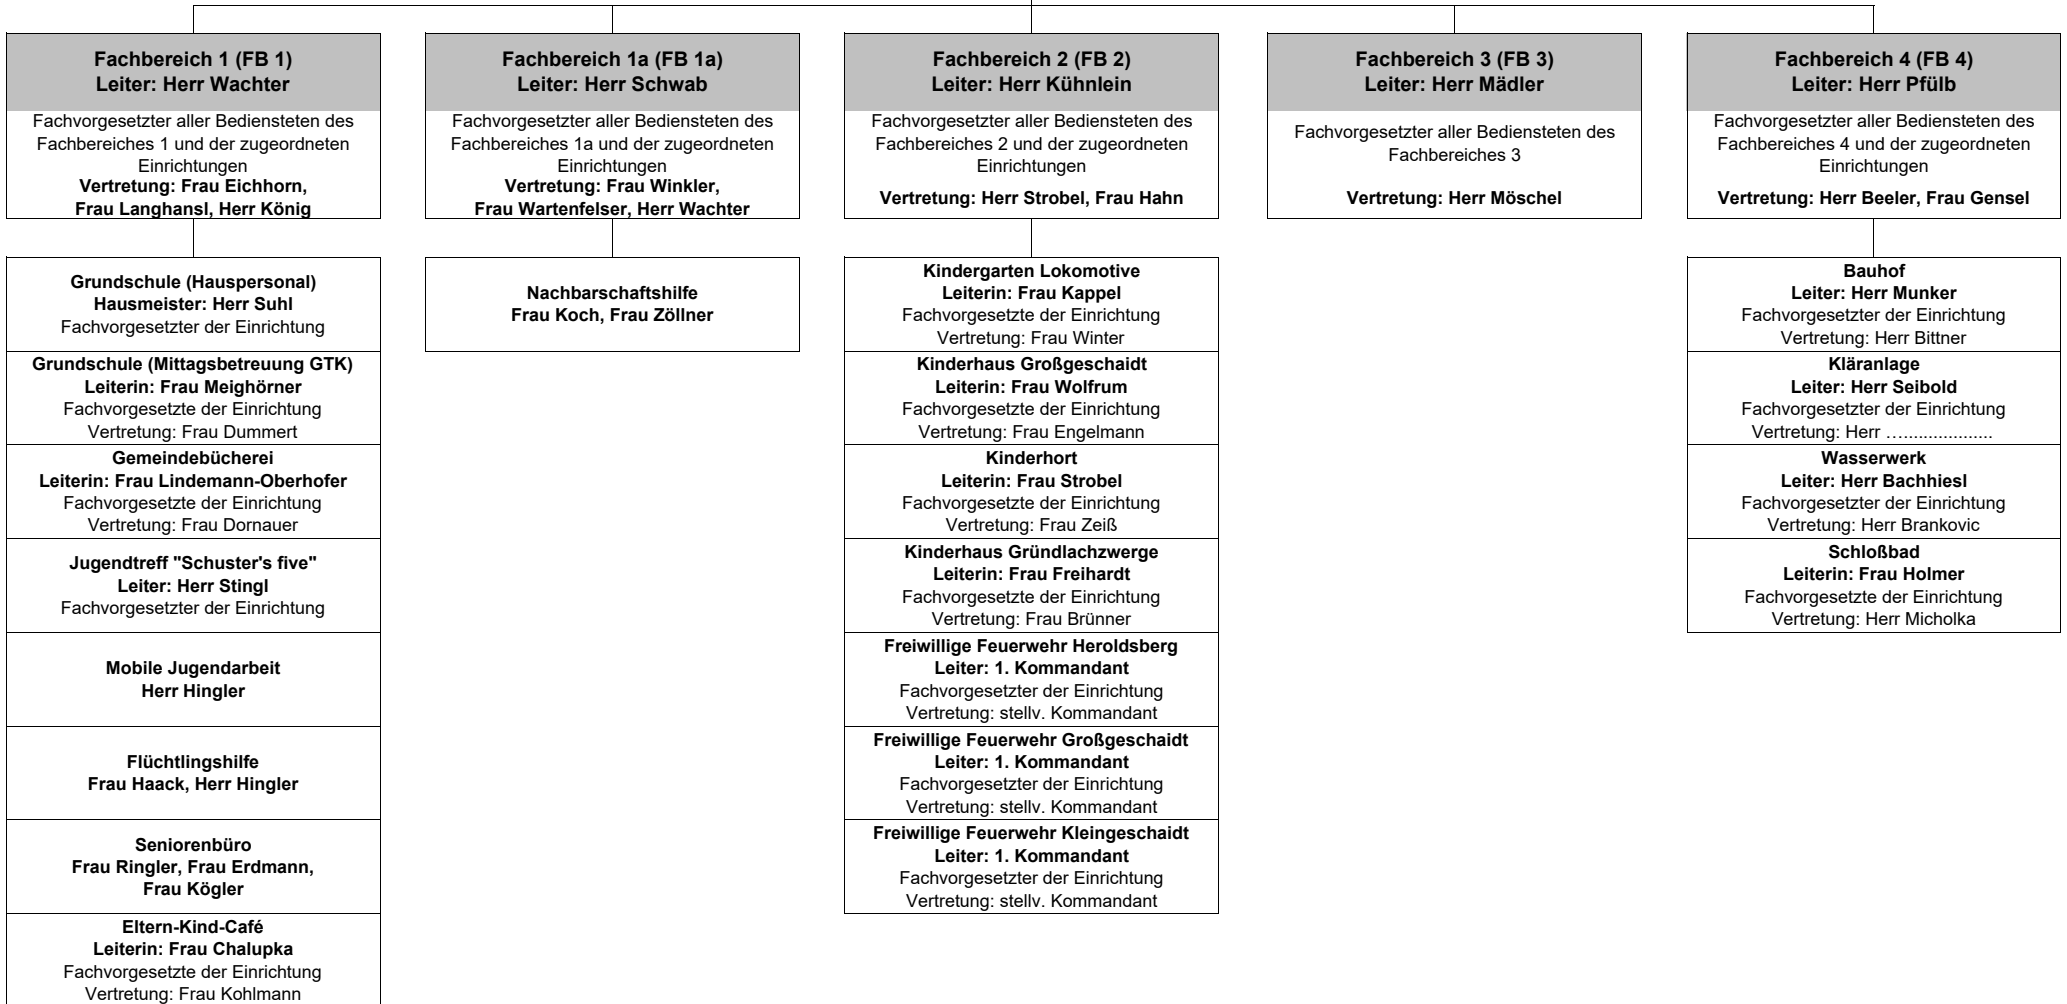 Fachbereich 1 (FB 1)
Leiter: Herr Wachter
Fachvorgesetzter aller Bediensteten des
Fachbereiches 1 und der zugeordneten
Einrichtungen
Vertretung: Frau Eichhorn,
Frau Langhansl, Herr König
Fachbereich 1a (FB 1a)
Leiter: Herr Schwab
Fachvorgesetzter aller Bediensteten des
Fachbereiches 1a und der zugeordneten
Einrichtungen
Vertretung: Frau Winkler,
Frau Wartenfelser, Herr Wachter
Fachbereich 2 (FB 2)
Leiter: Herr Kühnlein
Fachvorgesetzter aller Bediensteten des
Fachbereiches 2 und der zugeordneten
Einrichtungen
Vertretung: Herr Strobel, Frau Hahn
Fachbereich 3 (FB 3)
Leiter: Herr Mädler
Fachvorgesetzter aller Bediensteten des
Fachbereiches 3
Vertretung: Herr Möschel
Fachbereich 4 (FB 4)
Leiter: Herr Pfülb
Fachvorgesetzter aller Bediensteten des
Fachbereiches 4 und der zugeordneten
Einrichtungen
Vertretung: Herr Beeler, Frau Gensel
Grundschule (Hauspersonal)
Hausmeister: Herr Suhl
Fachvorgesetzter der Einrichtung
Grundschule (Mittagsbetreuung GTK)
Leiterin: Frau Meighörner
Fachvorgesetzte der Einrichtung
Vertretung: Frau Dummert
Gemeindebücherei
Leiterin: Frau Lindemann-Oberhofer
Fachvorgesetzte der Einrichtung
Vertretung: Frau Dornauer
Jugendtreff "Schuster's five"
Leiter: Herr Stingl
Fachvorgesetzter der Einrichtung
Mobile Jugendarbeit
Herr Hingler
Flüchtlingshilfe
Frau Haack, Herr Hingler
Seniorenbüro
Frau Ringler, Frau Erdmann,
Frau Kögler
Eltern-Kind-Café
Leiterin: Frau Chalupka
Fachvorgesetzte der Einrichtung
Vertretung: Frau Kohlmann
Nachbarschaftshilfe
Frau Koch, Frau Zöllner
Kindergarten Lokomotive
Leiterin: Frau Kappel
Fachvorgesetzte der Einrichtung
Vertretung: Frau Winter
Kinderhaus Großgeschaidt
Leiterin: Frau Wolfrum
Fachvorgesetzte der Einrichtung
Vertretung: Frau Engelmann
Kinderhort
Leiterin: Frau Strobel
Fachvorgesetzte der Einrichtung
Vertretung: Frau Zeiß
Kinderhaus Gründlachzwerge
Leiterin: Frau Freihardt
Fachvorgesetzte der Einrichtung
Vertretung: Frau Brünner
Freiwillige Feuerwehr Heroldsberg
Leiter: 1. Kommandant
Fachvorgesetzter der Einrichtung
Vertretung: stellv. Kommandant
Freiwillige Feuerwehr Großgeschaidt
Leiter: 1. Kommandant
Fachvorgesetzter der Einrichtung
Vertretung: stellv. Kommandant
Freiwillige Feuerwehr Kleingeschaidt
Leiter: 1. Kommandant
Fachvorgesetzter der Einrichtung
Vertretung: stellv. Kommandant
Bauhof
Leiter: Herr Munker
Fachvorgesetzter der Einrichtung
Vertretung: Herr Bittner
Kläranlage
Leiter: Herr Seibold
Fachvorgesetzter der Einrichtung
Vertretung: Herr …..................
Wasserwerk
Leiter: Herr Bachhiesl
Fachvorgesetzter der Einrichtung
Vertretung: Herr Brankovic
Schloßbad
Leiterin: Frau Holmer
Fachvorgesetzte der Einrichtung
Vertretung: Herr Micholka